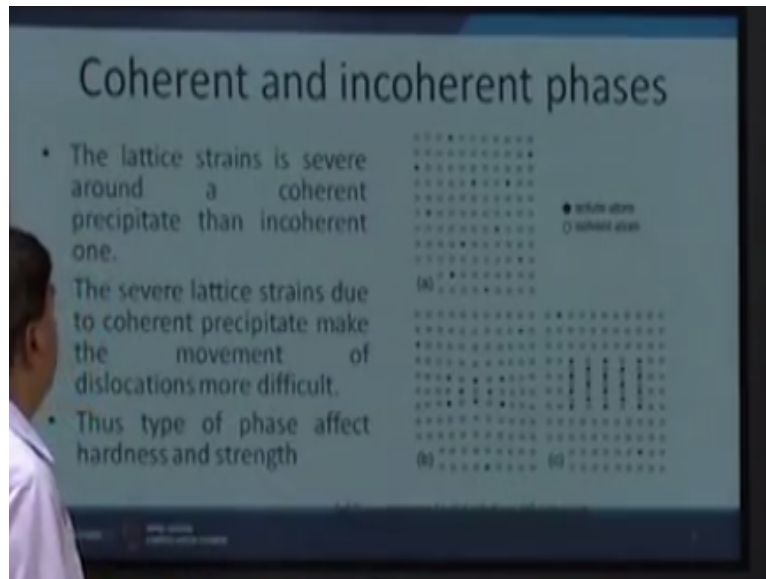 Coherent and incoherent phases
• The lattice strains is severe
around a coherent
precipitate than incoherent
one.
The severe lattice strains due
to coherent precipitate make
the movement of
dislocations more difficult.
• Thus type of phase affect
hardness and strength
solute atom
solvent atom
(a)
(b)
(c)